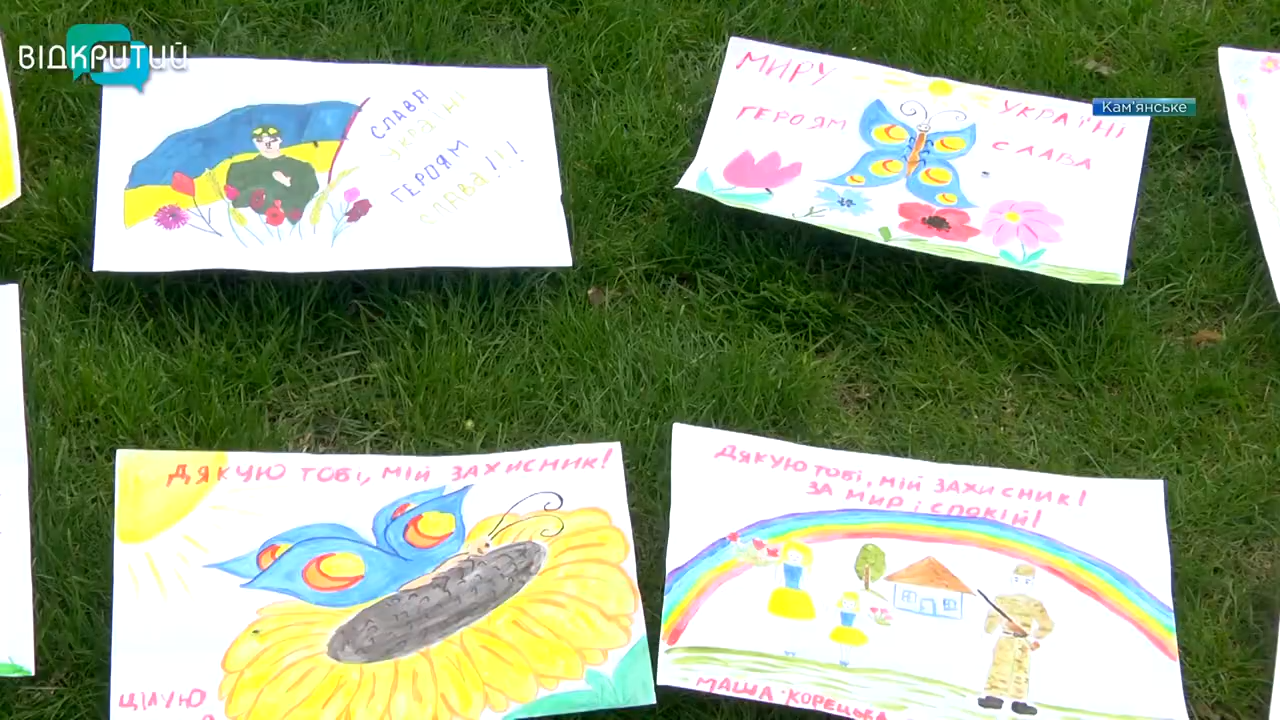 ВІДКРИТИЙ
Кам'янське
СЛАВА
УКРАЇНІ
ГЕРОЯМ
СЛАВА!!!
МИРУ
УКРАЇНІ
ГЕРОЯМ
СЛАВА
ДЯКУЮ ТОБІ, МІЙ ЗАХИСНИК!
ЦІЛУЮ
ДЯКУЮ ТОБІ, МІЙ ЗАХИСНИК!
ЗА МИР І СПОКІЙ!
МАША КОРЕЦЬКА